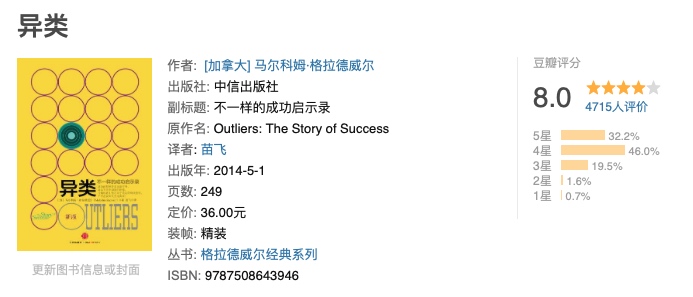 异类
异类
不一样的成功启示录
UTLIERS
更新图书信息或封面
作者: [加拿大] 马尔科姆·格拉德威尔
出版社: 中信出版社
副标题: 不一样的成功启示录
原作名: Outliers: The Story of Success
译者: 苗飞
出版年: 2014-5-1
页数: 249
定价: 36.00元
装帧: 精装
丛书: 格拉德威尔经典系列
ISBN: 9787508643946
豆瓣评分
8.0
4715人评价
5星 32.2%
4星 46.0%
3星 19.5%
2星 1.6%
1星 0.7%